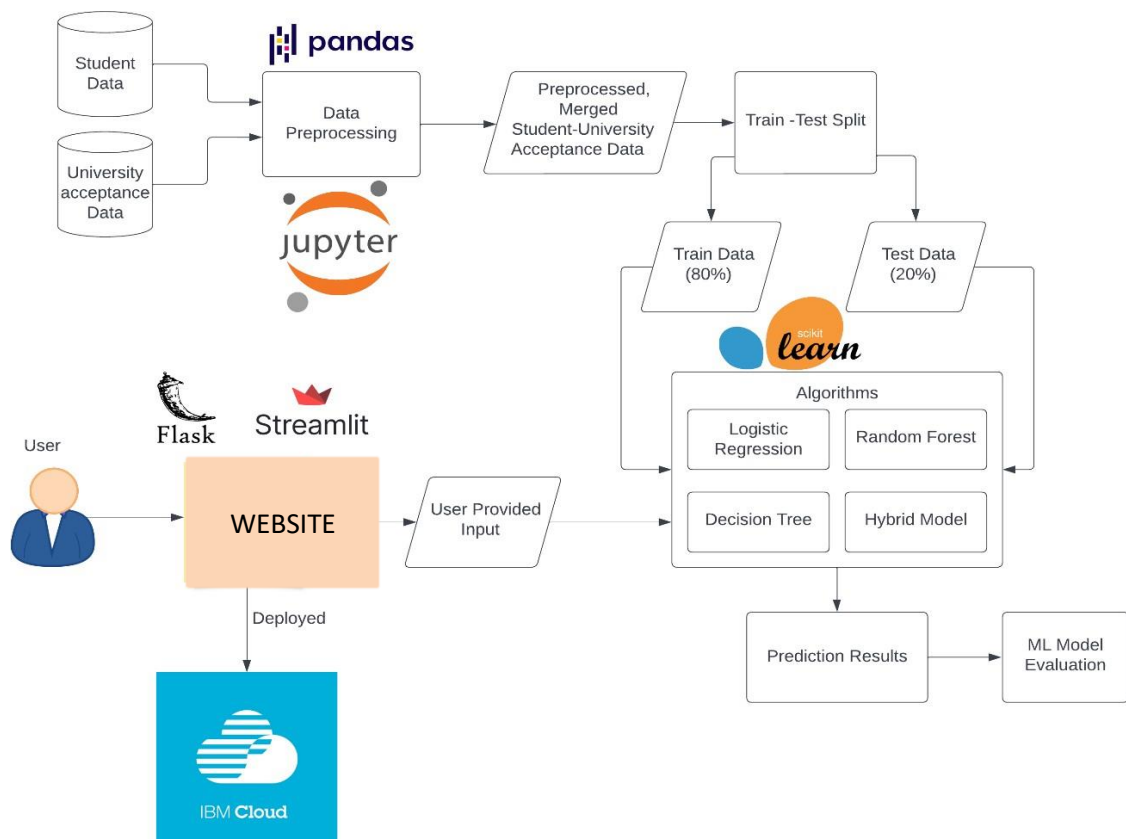 Student
Data
University
acceptance
Data
pandas
Data
Preprocessing
jupyter
Preprocessed,
Merged
Student-University
Acceptance Data
Train -Test Split
Train Data
(80%)
Test Data
(20%)
scikit
learn
Algorithms
Logistic
Regression
Random Forest
Decision Tree
Hybrid Model
Flask
Streamlit
User
WEBSITE
User Provided
Input
Deployed
IBM Cloud
Prediction Results
ML Model
Evaluation